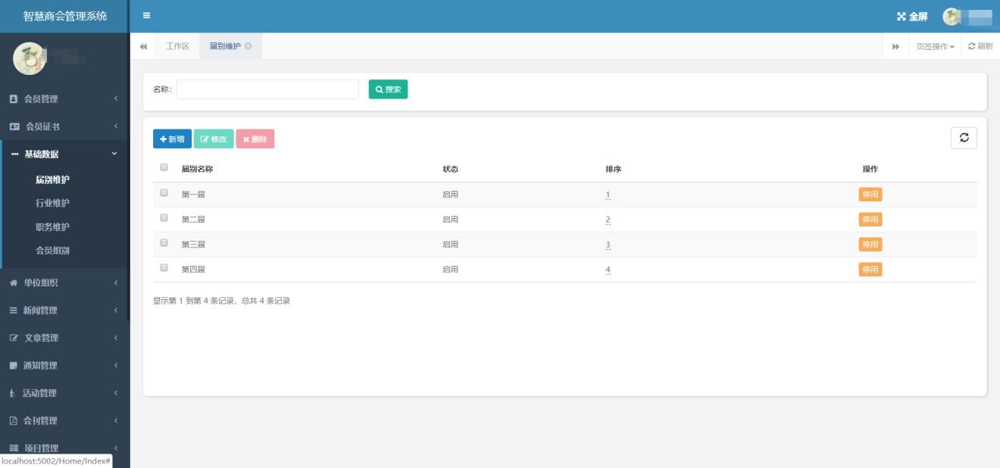 智慧商会管理系统
全屏
工作区
届别维护
页签操作
刷新
会员管理
会员证书
基础数据
届别维护
行业维护
职务维护
会员组别
单位组织
新闻管理
文章管理
通知管理
活动管理
会刊管理
项目管理
localhost:5002/Home/Index#
名称：
搜索
新增 修改 删除
届别名称 状态 排序 操作
第一届 启用 1 停用
第二届 启用 2 停用
第三届 启用 3 停用
第四届 启用 4 停用
显示第 1 到第 4 条记录，总共 4 条记录